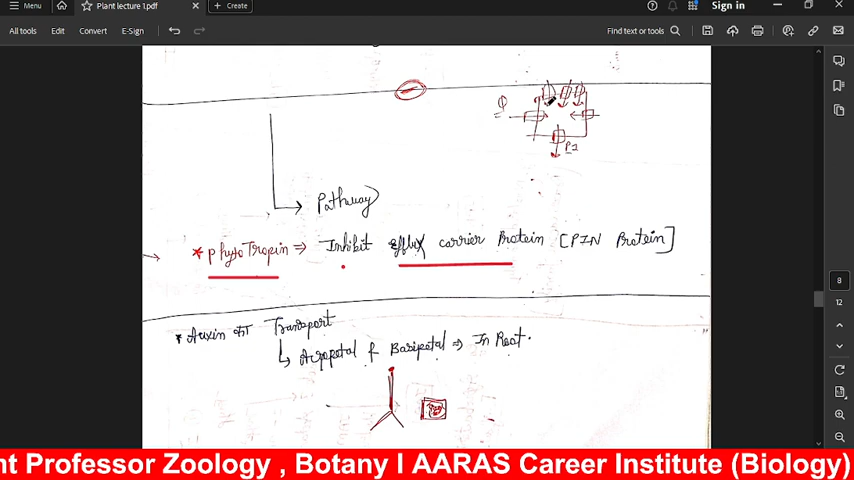 Menu Plant lecture 1.pdf × + Create Sign in
All tools Edit Convert E-Sign Find text or tools
P1
Pathway
* phytoTropin ⇒ Inhibit efflux carrier Protein [PIN Protein]
* Auxin का Transport
↳ Acropetal & Basipetal ⇒ In Root.
8
12
nt Professor Zoology , Botany I AARAS Career Institute (Biology)